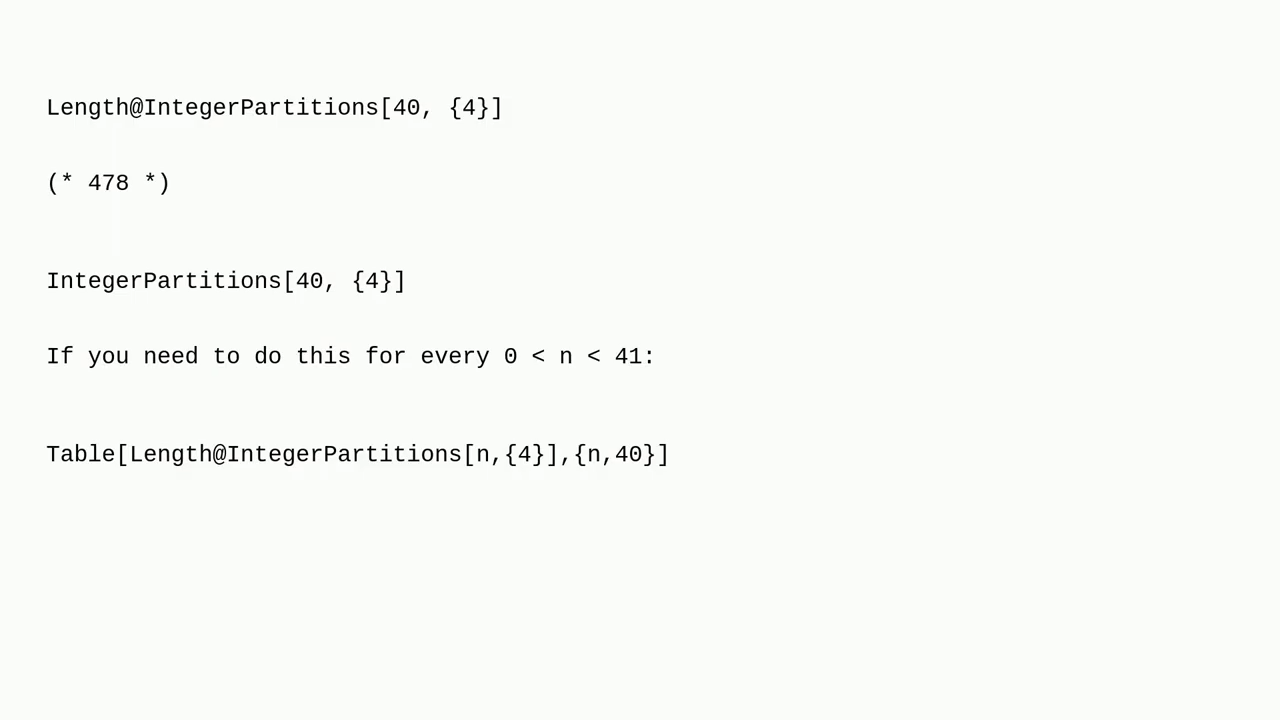 Length@IntegerPartitions[40, {4}]
(* 478 *)
IntegerPartitions[40, {4}]
If you need to do this for every 0 < n < 41:
Table[Length@IntegerPartitions[n,{4}],{n,40}]